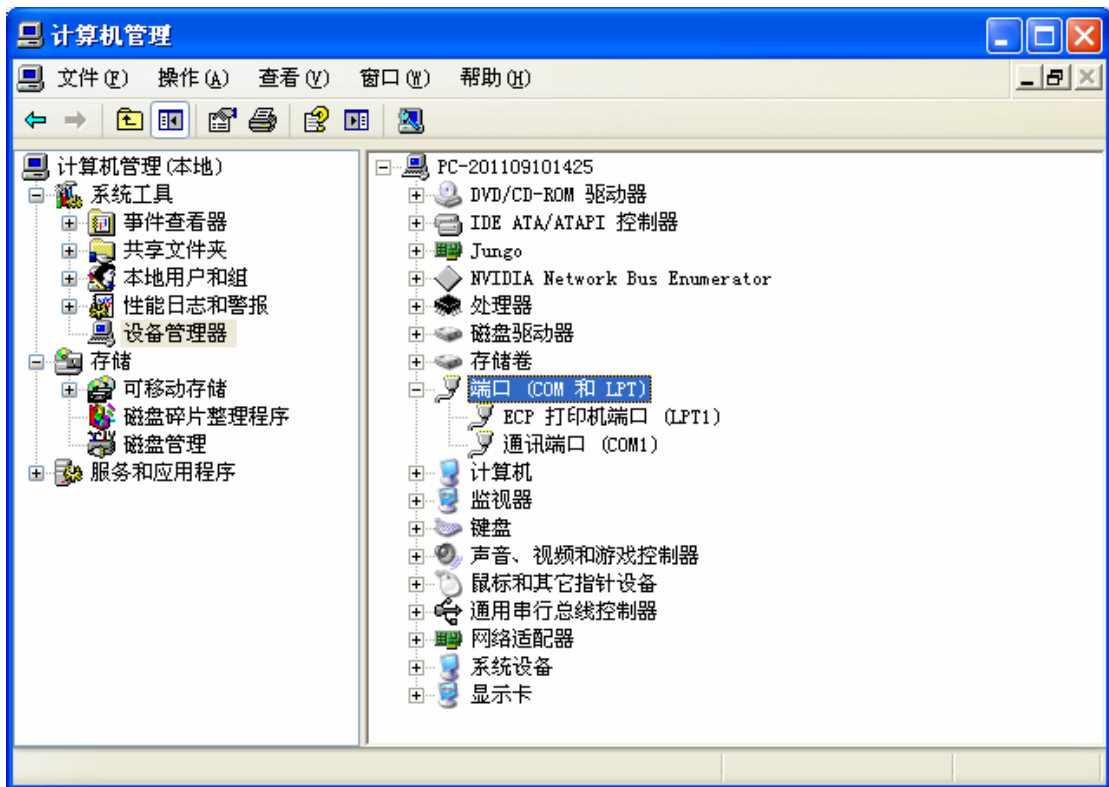 计算机管理
文件(F) 操作(A) 查看(V) 窗口(W) 帮助(H)
计算机管理(本地)
系统工具
事件查看器
共享文件夹
本地用户和组
性能日志和警报
设备管理器
存储
可移动存储
磁盘碎片整理程序
磁盘管理
服务和应用程序
PC-201109101425
DVD/CD-ROM 驱动器
IDE ATA/ATAPI 控制器
Jungo
NVIDIA Network Bus Enumerator
处理器
磁盘驱动器
存储卷
端口 (COM 和 LPT)
ECP 打印机端口 (LPT1)
通讯端口 (COM1)
计算机
监视器
键盘
声音、视频和游戏控制器
鼠标和其它指针设备
通用串行总线控制器
网络适配器
系统设备
显示卡